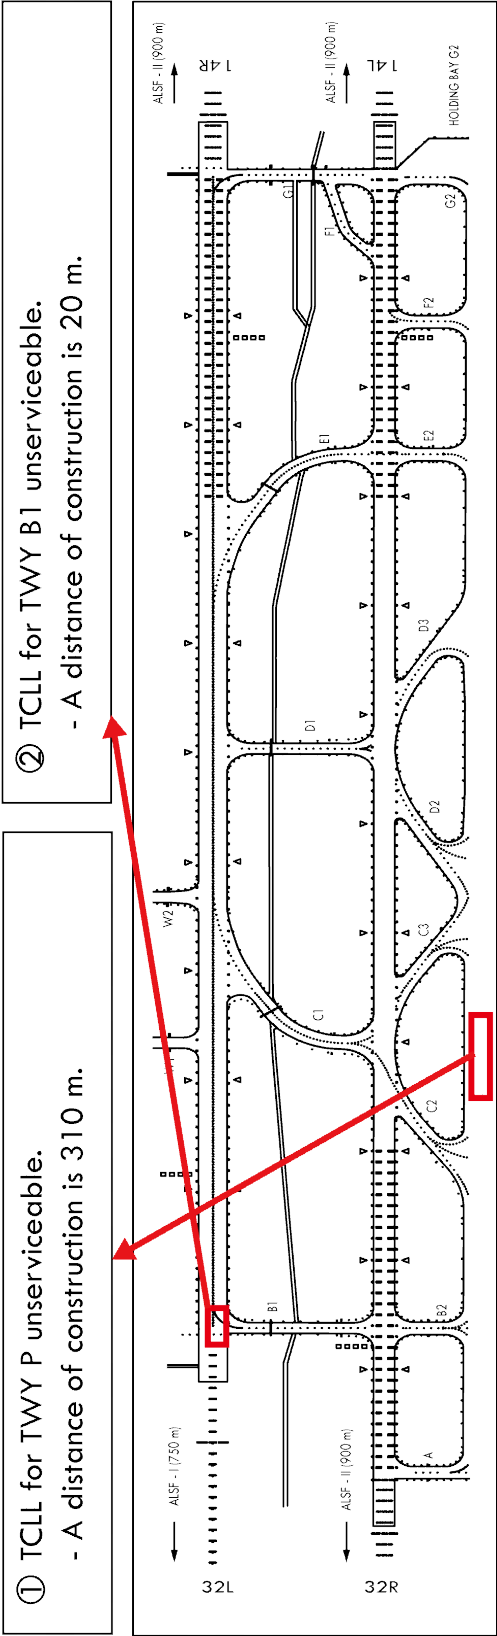 ① TCLL for TWY P unserviceable.
- A distance of construction is 310 m.
② TCLL for TWY B1 unserviceable.
- A distance of construction is 20 m.
ALSF - I (750 m)
W2
ALSF - II (900 m)
32L
14R
B1
C1
D1
E1
F1
G1
ALSF - II (900 m)
ALSF - II (900 m)
32R
14L
A
B2
C2
C3
D2
D3
E2
F2
G2
HOLDING BAY G2